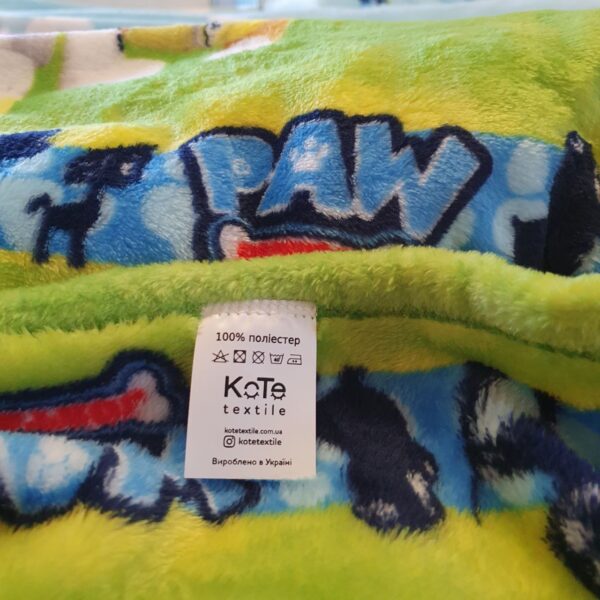 PAW
100% поліестер
KoTe
textile
kotetextile.com.ua
kotetextile
Вироблено в Україні